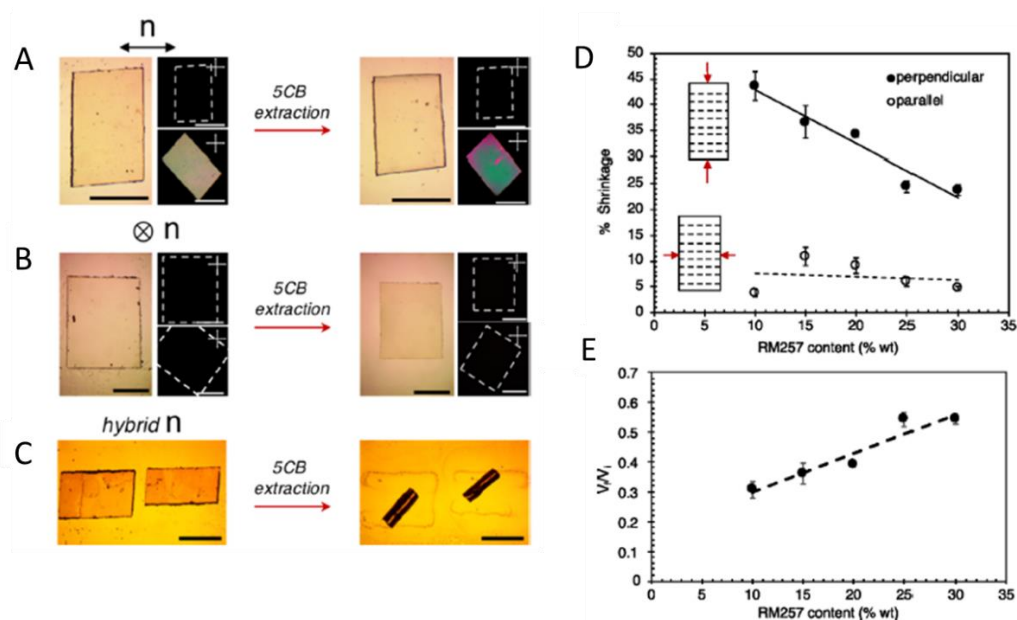 n
A
5CB
extraction
⊗ n
B
5CB
extraction
hybrid n
C
5CB
extraction
D
50
45
40
35
30
25
20
15
10
5
0
% Shrinkage
perpendicular
parallel
0 5 10 15 20 25 30 35
RM257 content (% wt)
E
0.7
0.6
0.5
0.4
0.3
0.2
0.1
0
Vf/Vi
0 5 10 15 20 25 30 35
RM257 content (% wt)